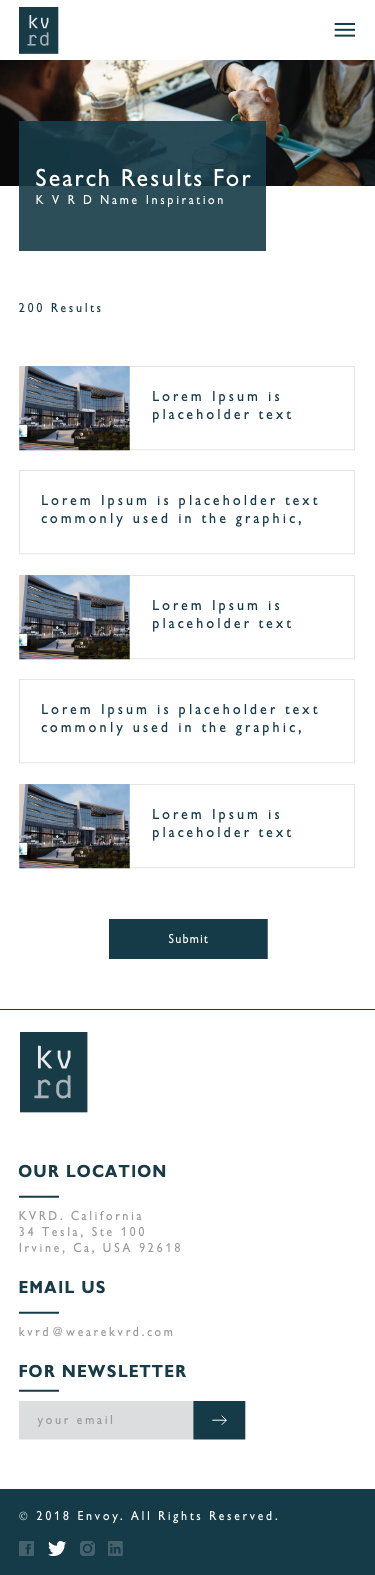 kv
rd
Search Results For
K V R D Name Inspiration
200 Results
Lorem Ipsum is
placeholder text
Lorem Ipsum is placeholder text
commonly used in the graphic,
Lorem Ipsum is
placeholder text
Lorem Ipsum is placeholder text
commonly used in the graphic,
Lorem Ipsum is
placeholder text
Submit
kv
rd
OUR LOCATION
KVRD. California
34 Tesla, Ste 100
Irvine, Ca, USA 92618
EMAIL US
kvrd@wearekvrd.com
FOR NEWSLETTER
your email
© 2018 Envoy. All Rights Reserved.